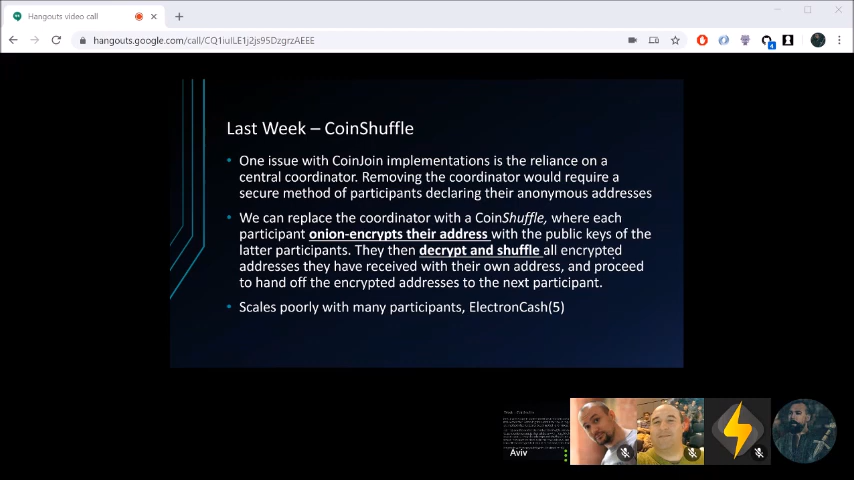 Hangouts video call
hangouts.google.com/call/CQ1iuILE1j2js95DzgrzAEEE
4
Last Week – CoinShuffle
• One issue with CoinJoin implementations is the reliance on a
central coordinator. Removing the coordinator would require a
secure method of participants declaring their anonymous addresses
• We can replace the coordinator with a CoinShuffle, where each
participant onion-encrypts their address with the public keys of the
latter participants. They then decrypt and shuffle all encrypted
addresses they have received with their own address, and proceed
to hand off the encrypted addresses to the next participant.
• Scales poorly with many participants, ElectronCash(5)
Aviv